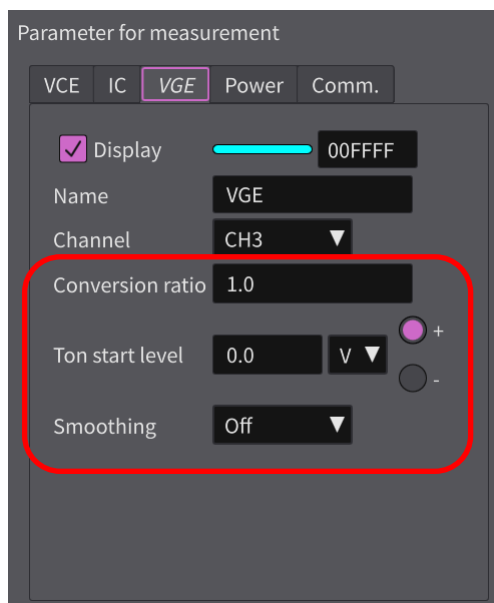 Parameter for measurement
VCE IC VGE Power Comm.
Display 00FFFF
Name VGE
Channel CH3
Conversion ratio 1.0
+
Ton start level 0.0 V
-
Smoothing Off